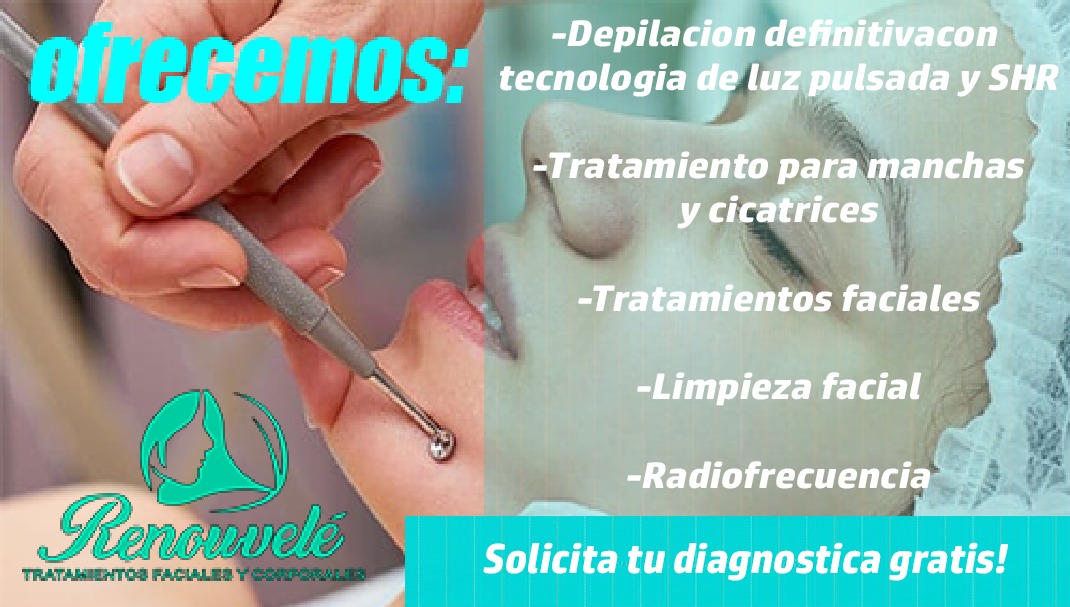 ofrecemos:
-Depilacion definitivacon
tecnologia de luz pulsada y SHR
-Tratamiento para manchas
y cicatrices
-Tratamientos faciales
-Limpieza facial
-Radiofrecuencia
Renouvelé
TRATAMIENTOS FACIALES Y CORPORALES
Solicita tu diagnostica gratis!